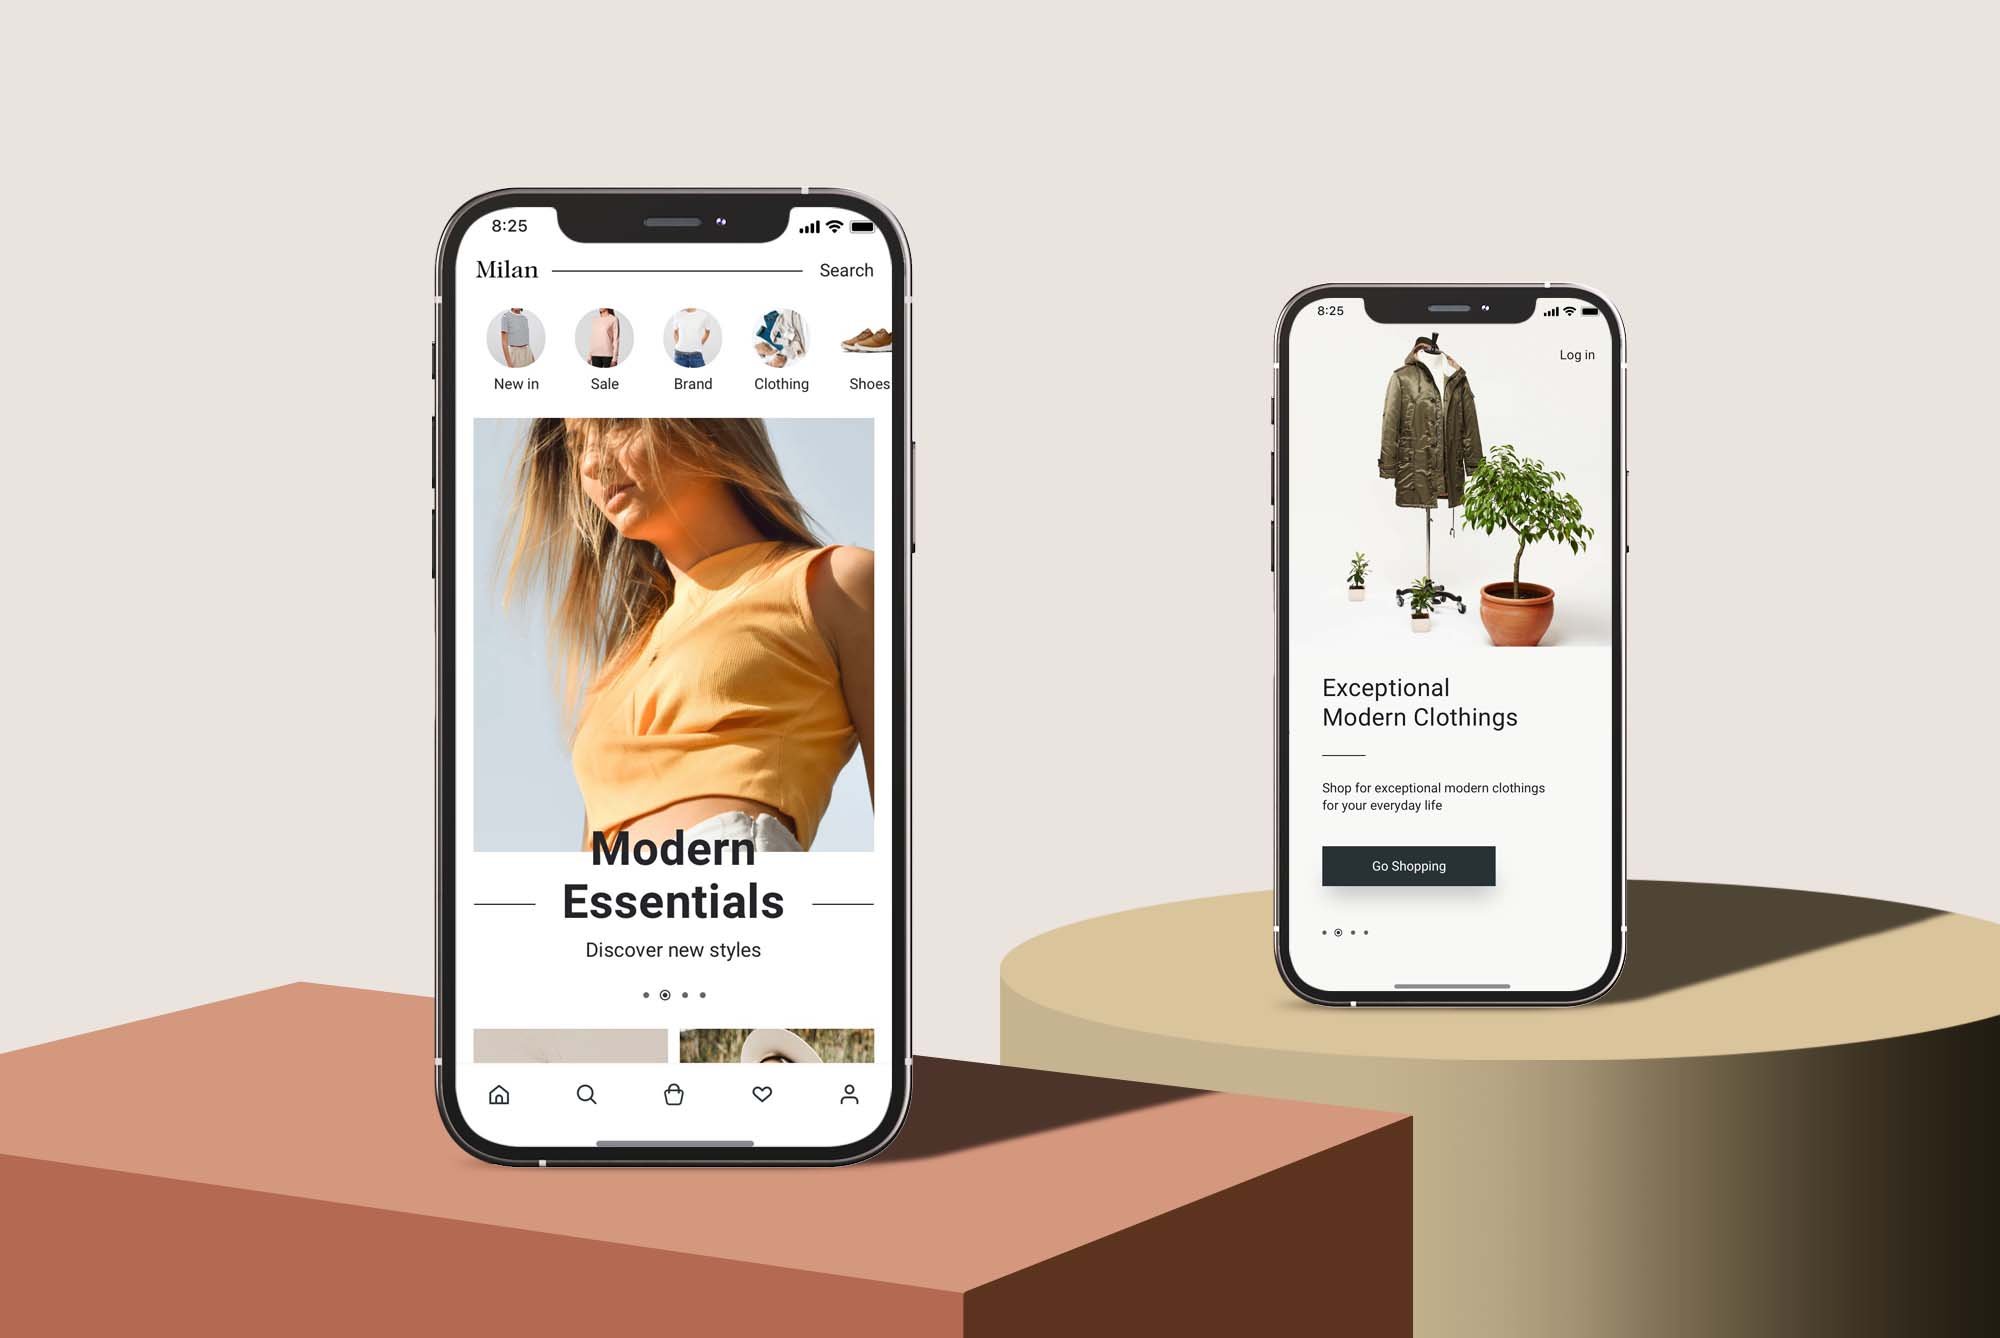 8:25
Milan
Search
New in
Sale
Brand
Clothing
Shoes
Modern
Essentials
Discover new styles
8:25
Log in
Exceptional
Modern Clothings
Shop for exceptional modern clothings
for your everyday life
Go Shopping